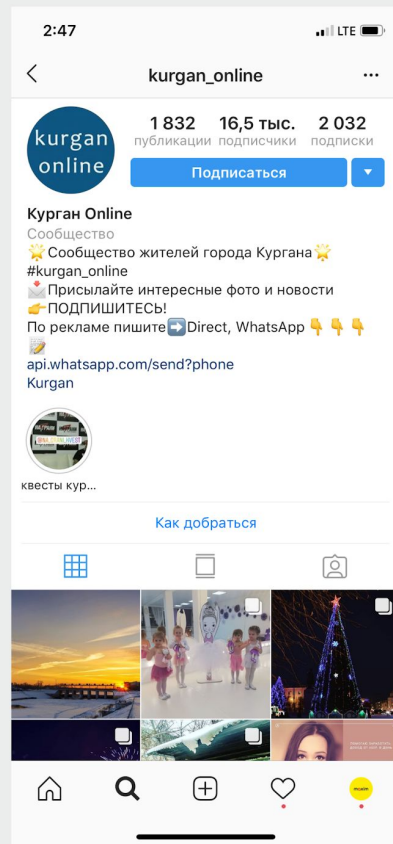 2:47
LTE
kurgan_online
kurgan
online
1 832 16,5 тыс. 2 032
публикации подписчики подписки
Подписаться
Курган Online
Сообщество
🌟Сообщество жителей города Кургана🌟
#kurgan_online
📩Присылайте интересные фото и новости
👉ПОДПИШИТЕСЬ!
По рекламе пишите➡️Direct, WhatsApp 👇 👇 👇
📝
api.whatsapp.com/send?phone
Kurgan
квесты кур...
Как добраться